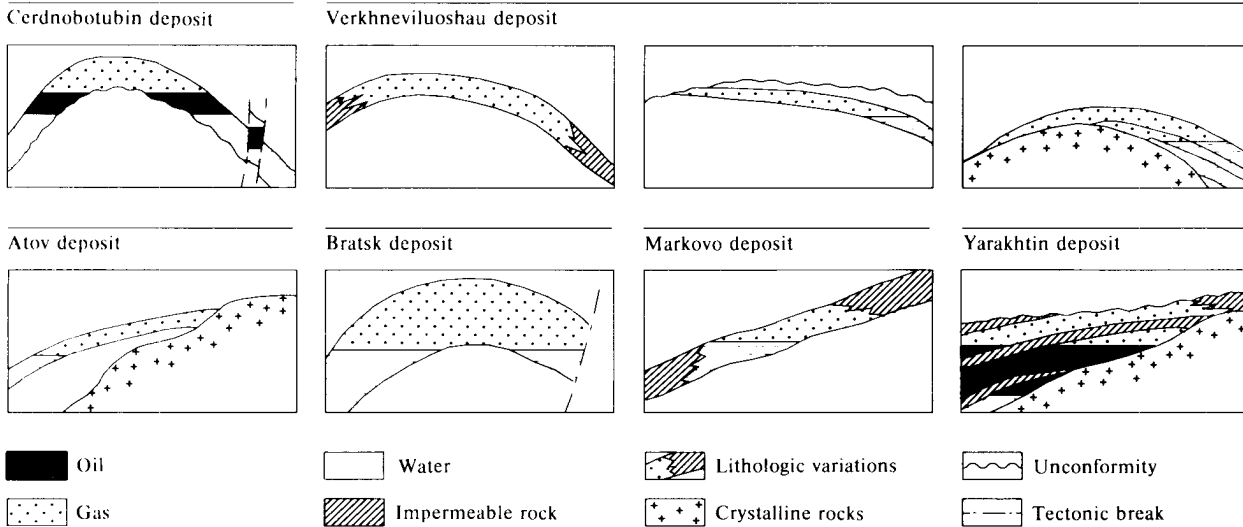 Cerdnobotubin deposit
Verkhneviluoshau deposit
Atov deposit
Bratsk deposit
Markovo deposit
Yarakhtin deposit
Oil
Water
Lithologic variations
Unconformity
Gas
Impermeable rock
Crystalline rocks
Tectonic break